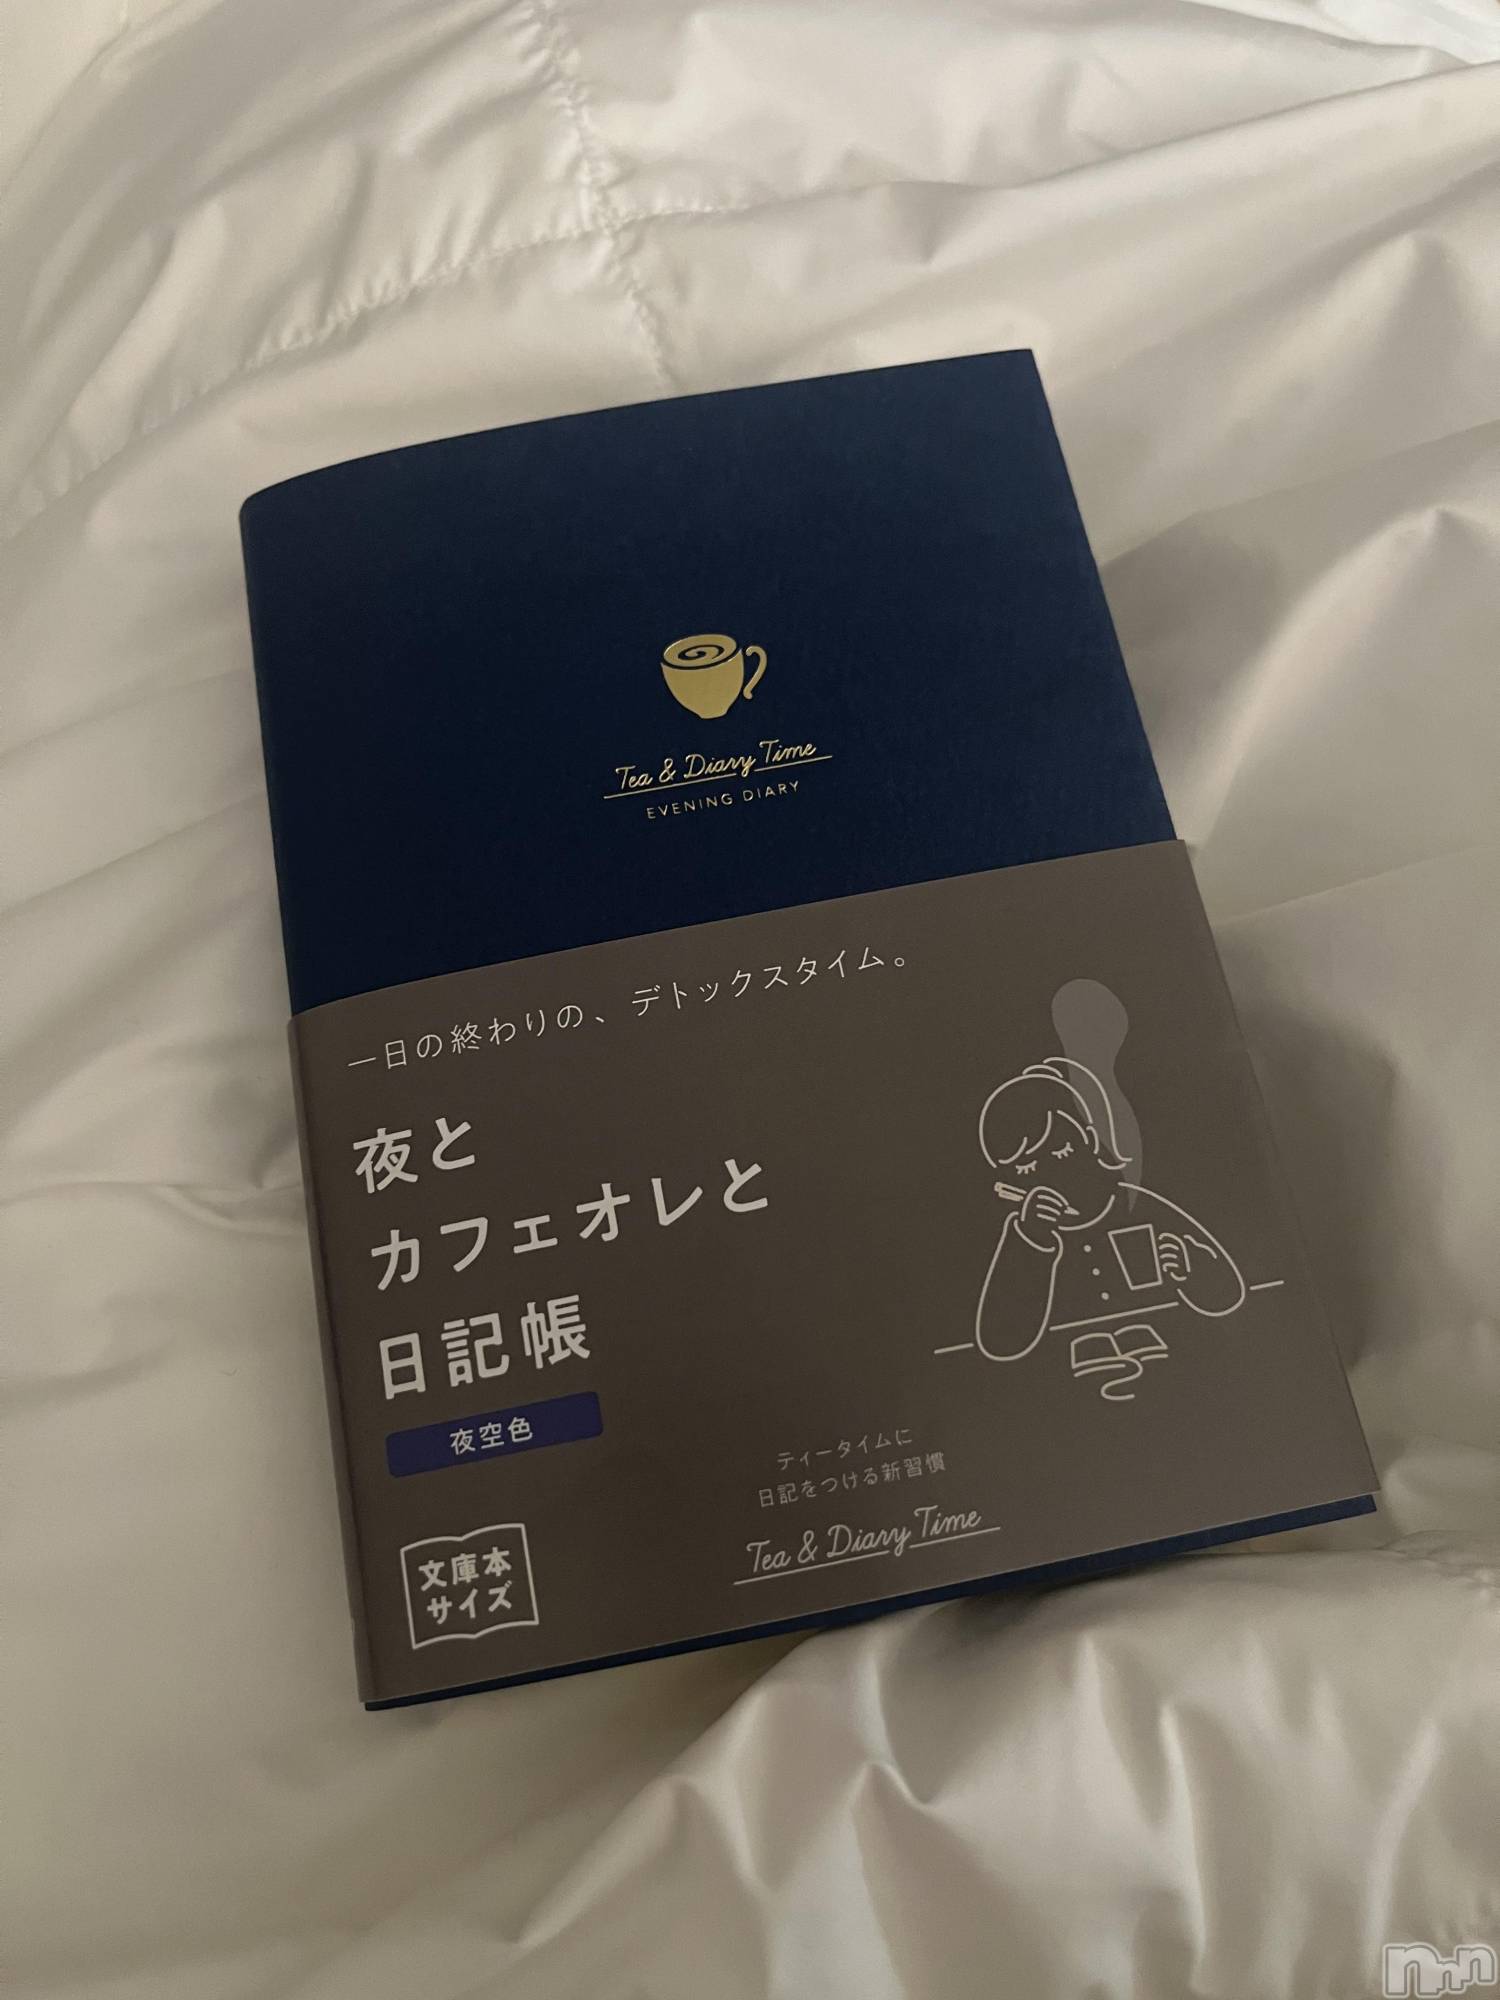 Tea & Diary Time
EVENING DIARY
一日の終わりの、デトックスタイム。
夜と
カフェオレと
日記帳
夜空色
ティータイムに
日記をつける新習慣
Tea & Diary Time
文庫本
サイズ
nnn